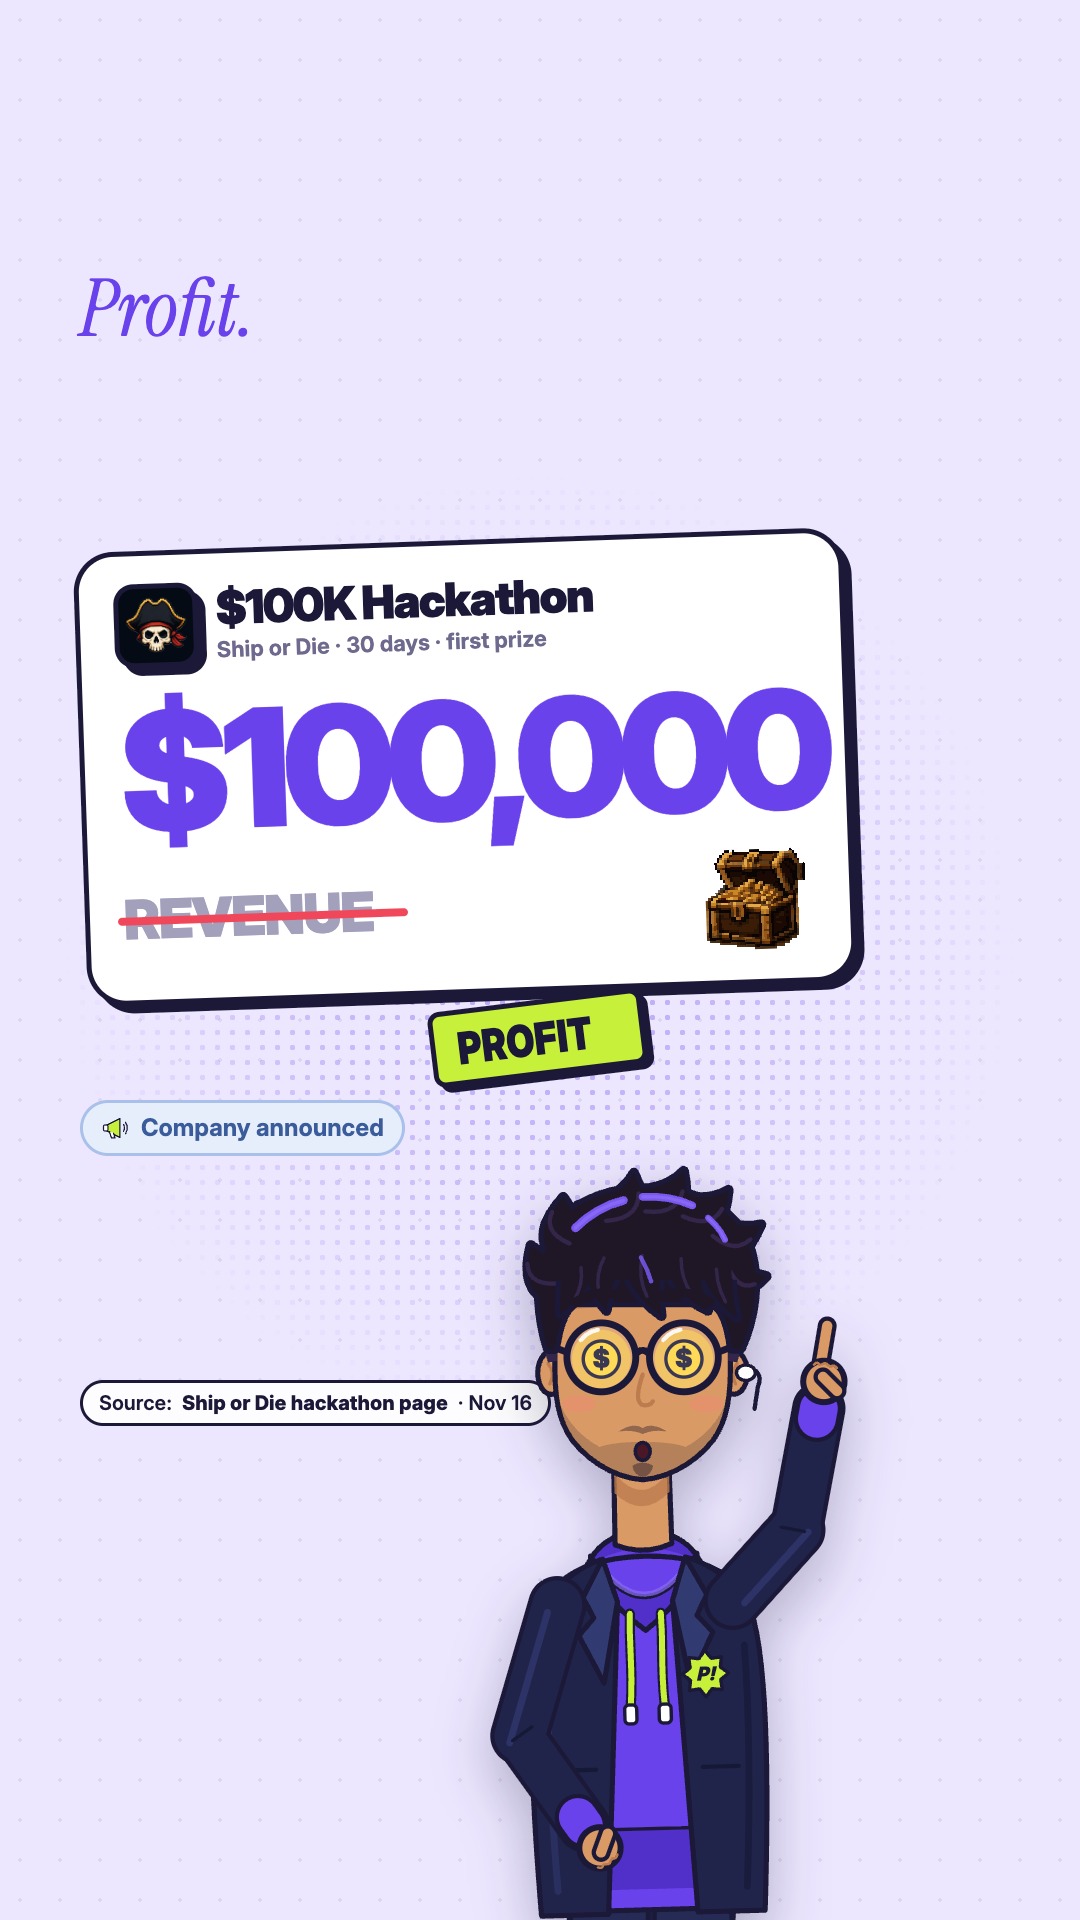 Profit.
$100K Hackathon
Ship or Die · 30 days · first prize
$100,000
REVENUE
PROFIT
Company announced
$ $
Source: Ship or Die hackathon page · Nov 16
P!